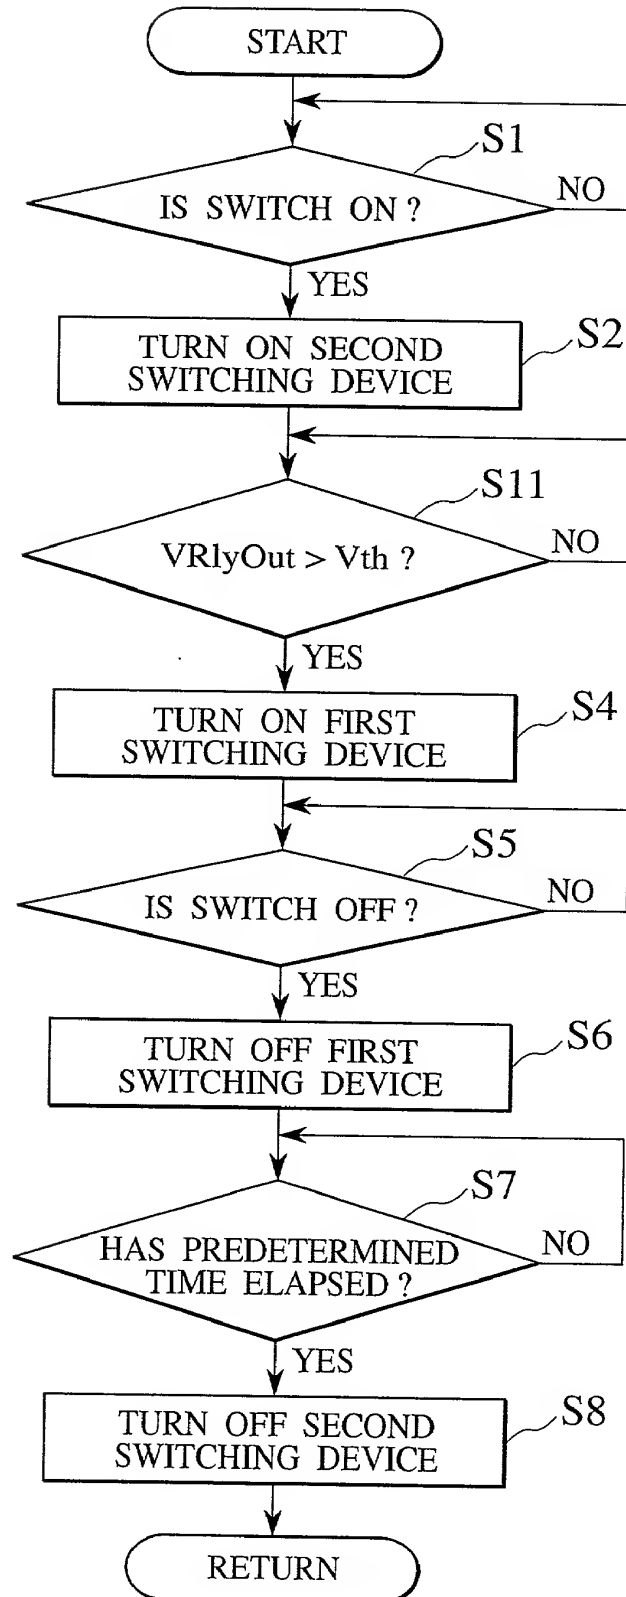 START
S1
IS SWITCH ON ?
NO
YES
TURN ON SECOND
SWITCHING DEVICE
S2
S11
VRlyOut > Vth ?
NO
YES
TURN ON FIRST
SWITCHING DEVICE
S4
S5
IS SWITCH OFF ?
NO
YES
TURN OFF FIRST
SWITCHING DEVICE
S6
S7
HAS PREDETERMINED
TIME ELAPSED ?
NO
YES
TURN OFF SECOND
SWITCHING DEVICE
S8
RETURN